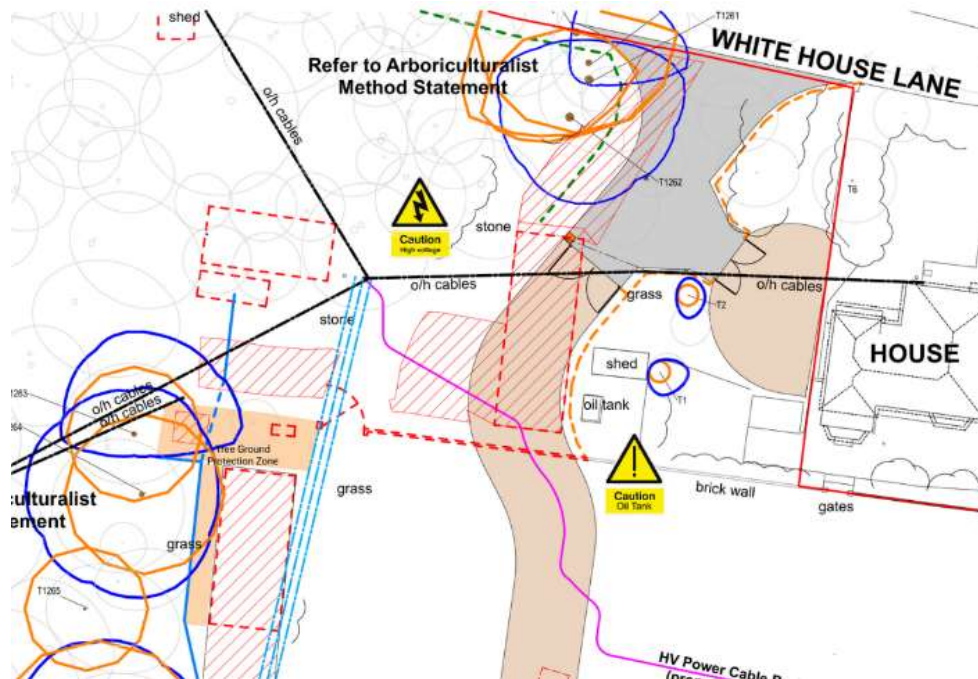 shed
T1261
WHITE HOUSE LANE
Refer to Arboriculturalist
Method Statement
o/h cables
T1262
T6
Caution
High voltage
stone
o/h cables
grass
o/h cables
T2
stone
HOUSE
shed
T1
oil tank
o/h cables
o/h cables
1263
264
Tree Ground
Protection Zone
Caution
Oil Tank
brick wall
gates
grass
culturalist
ement
grass
T1265
HV Power Cable